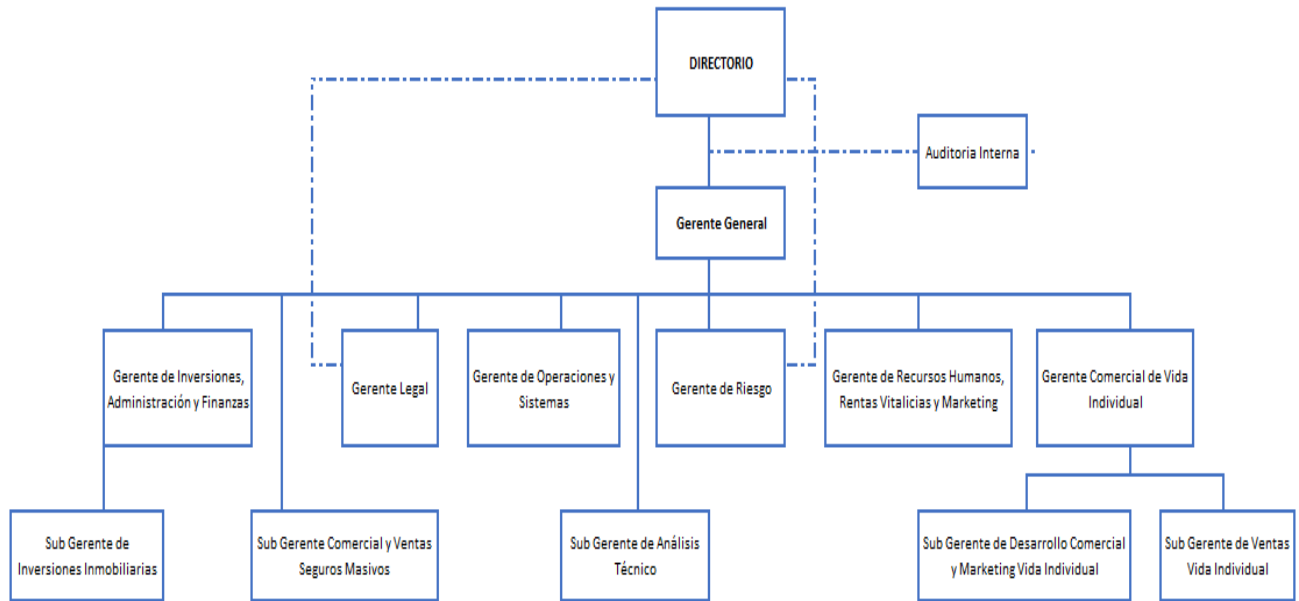 DIRECTORIO
Auditoria Interna
Gerente General
Gerente de Inversiones,
Administración y Finanzas
Gerente Legal
Gerente de Operaciones y
Sistemas
Gerente de Riesgo
Gerente de Recursos Humanos,
Rentas Vitalicias y Marketing
Gerente Comercial de Vida
Individual
Sub Gerente de
Inversiones Inmobiliarias
Sub Gerente Comercial y Ventas
Seguros Masivos
Sub Gerente de Análisis
Técnico
Sub Gerente de Desarrollo Comercial
y Marketing Vida Individual
Sub Gerente de Ventas
Vida Individual